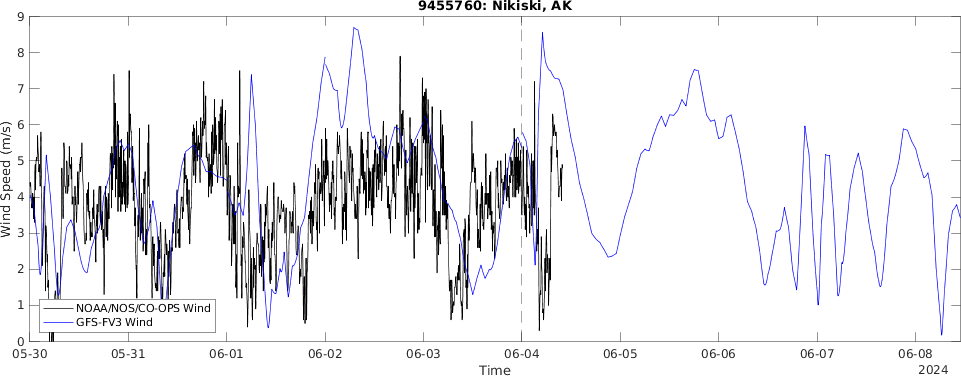 9455760: Nikiski, AK
Wind Speed (m/s)
9
8
7
6
5
4
3
2
1
0
NOAA/NOS/CO-OPS Wind
GFS-FV3 Wind
05-30 05-31 06-01 06-02 06-03 06-04 06-05 06-06 06-07 06-08
Time
2024